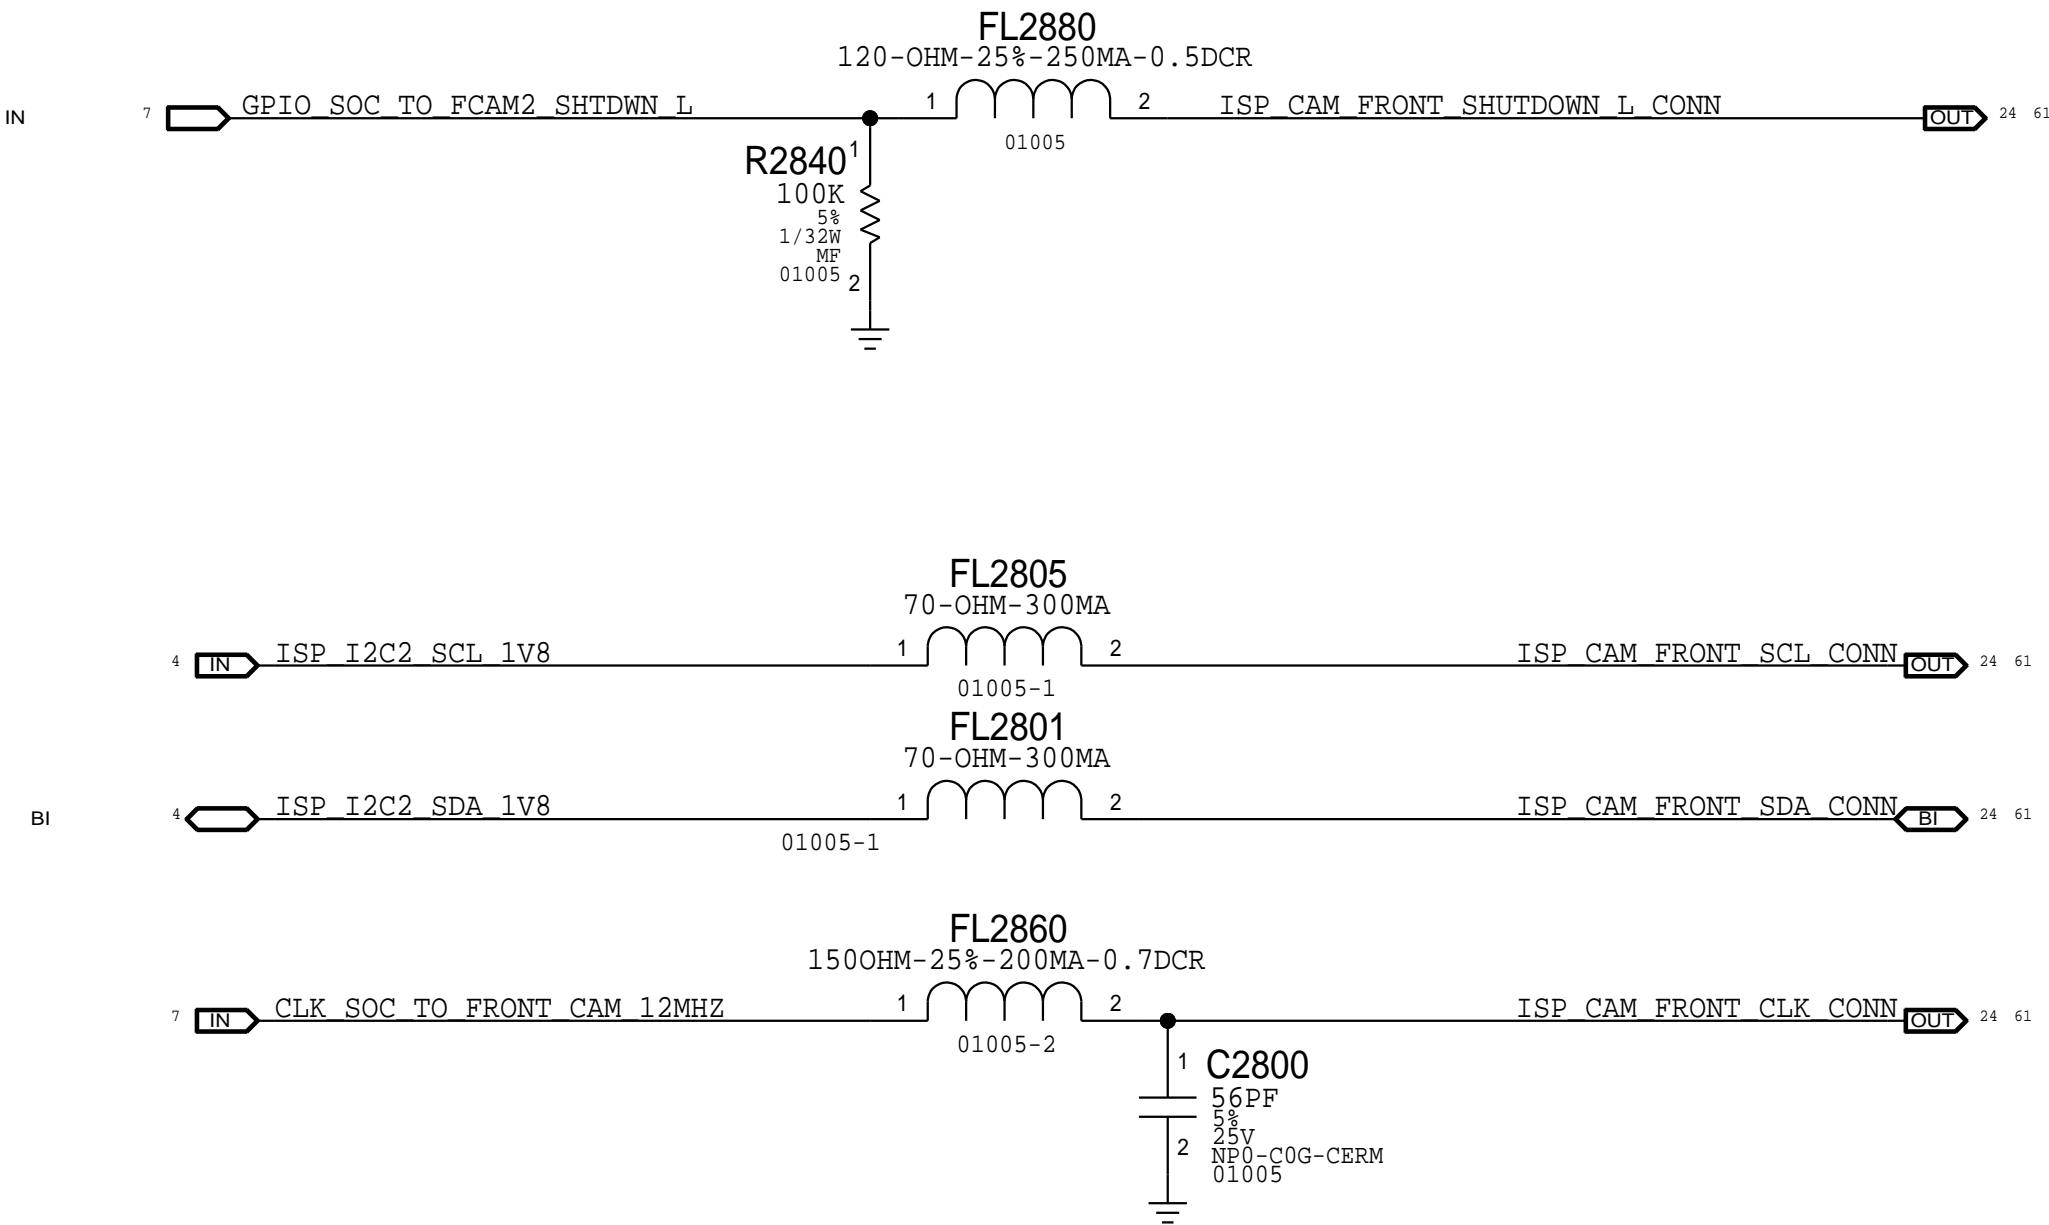 FL2880
120-OHM-25%-250MA-0.5DCR
IN 7 GPIO_SOC_TO_FCAM2_SHTDWN_L 1 2 ISP_CAM_FRONT_SHUTDOWN_L_CONN OUT 24 61
01005
R2840 1
100K
5%
1/32W
MF
01005 2
FL2805
70-OHM-300MA
4 IN ISP_I2C2_SCL_1V8 1 2 ISP_CAM_FRONT_SCL_CONN OUT 24 61
01005-1
FL2801
70-OHM-300MA
BI 4 ISP_I2C2_SDA_1V8 1 2 ISP_CAM_FRONT_SDA_CONN BI 24 61
01005-1
FL2860
150OHM-25%-200MA-0.7DCR
7 IN CLK_SOC_TO_FRONT_CAM_12MHZ 1 2 ISP_CAM_FRONT_CLK_CONN OUT 24 61
01005-2
1 C2800
56PF
5%
25V
2 NP0-C0G-CERM
01005